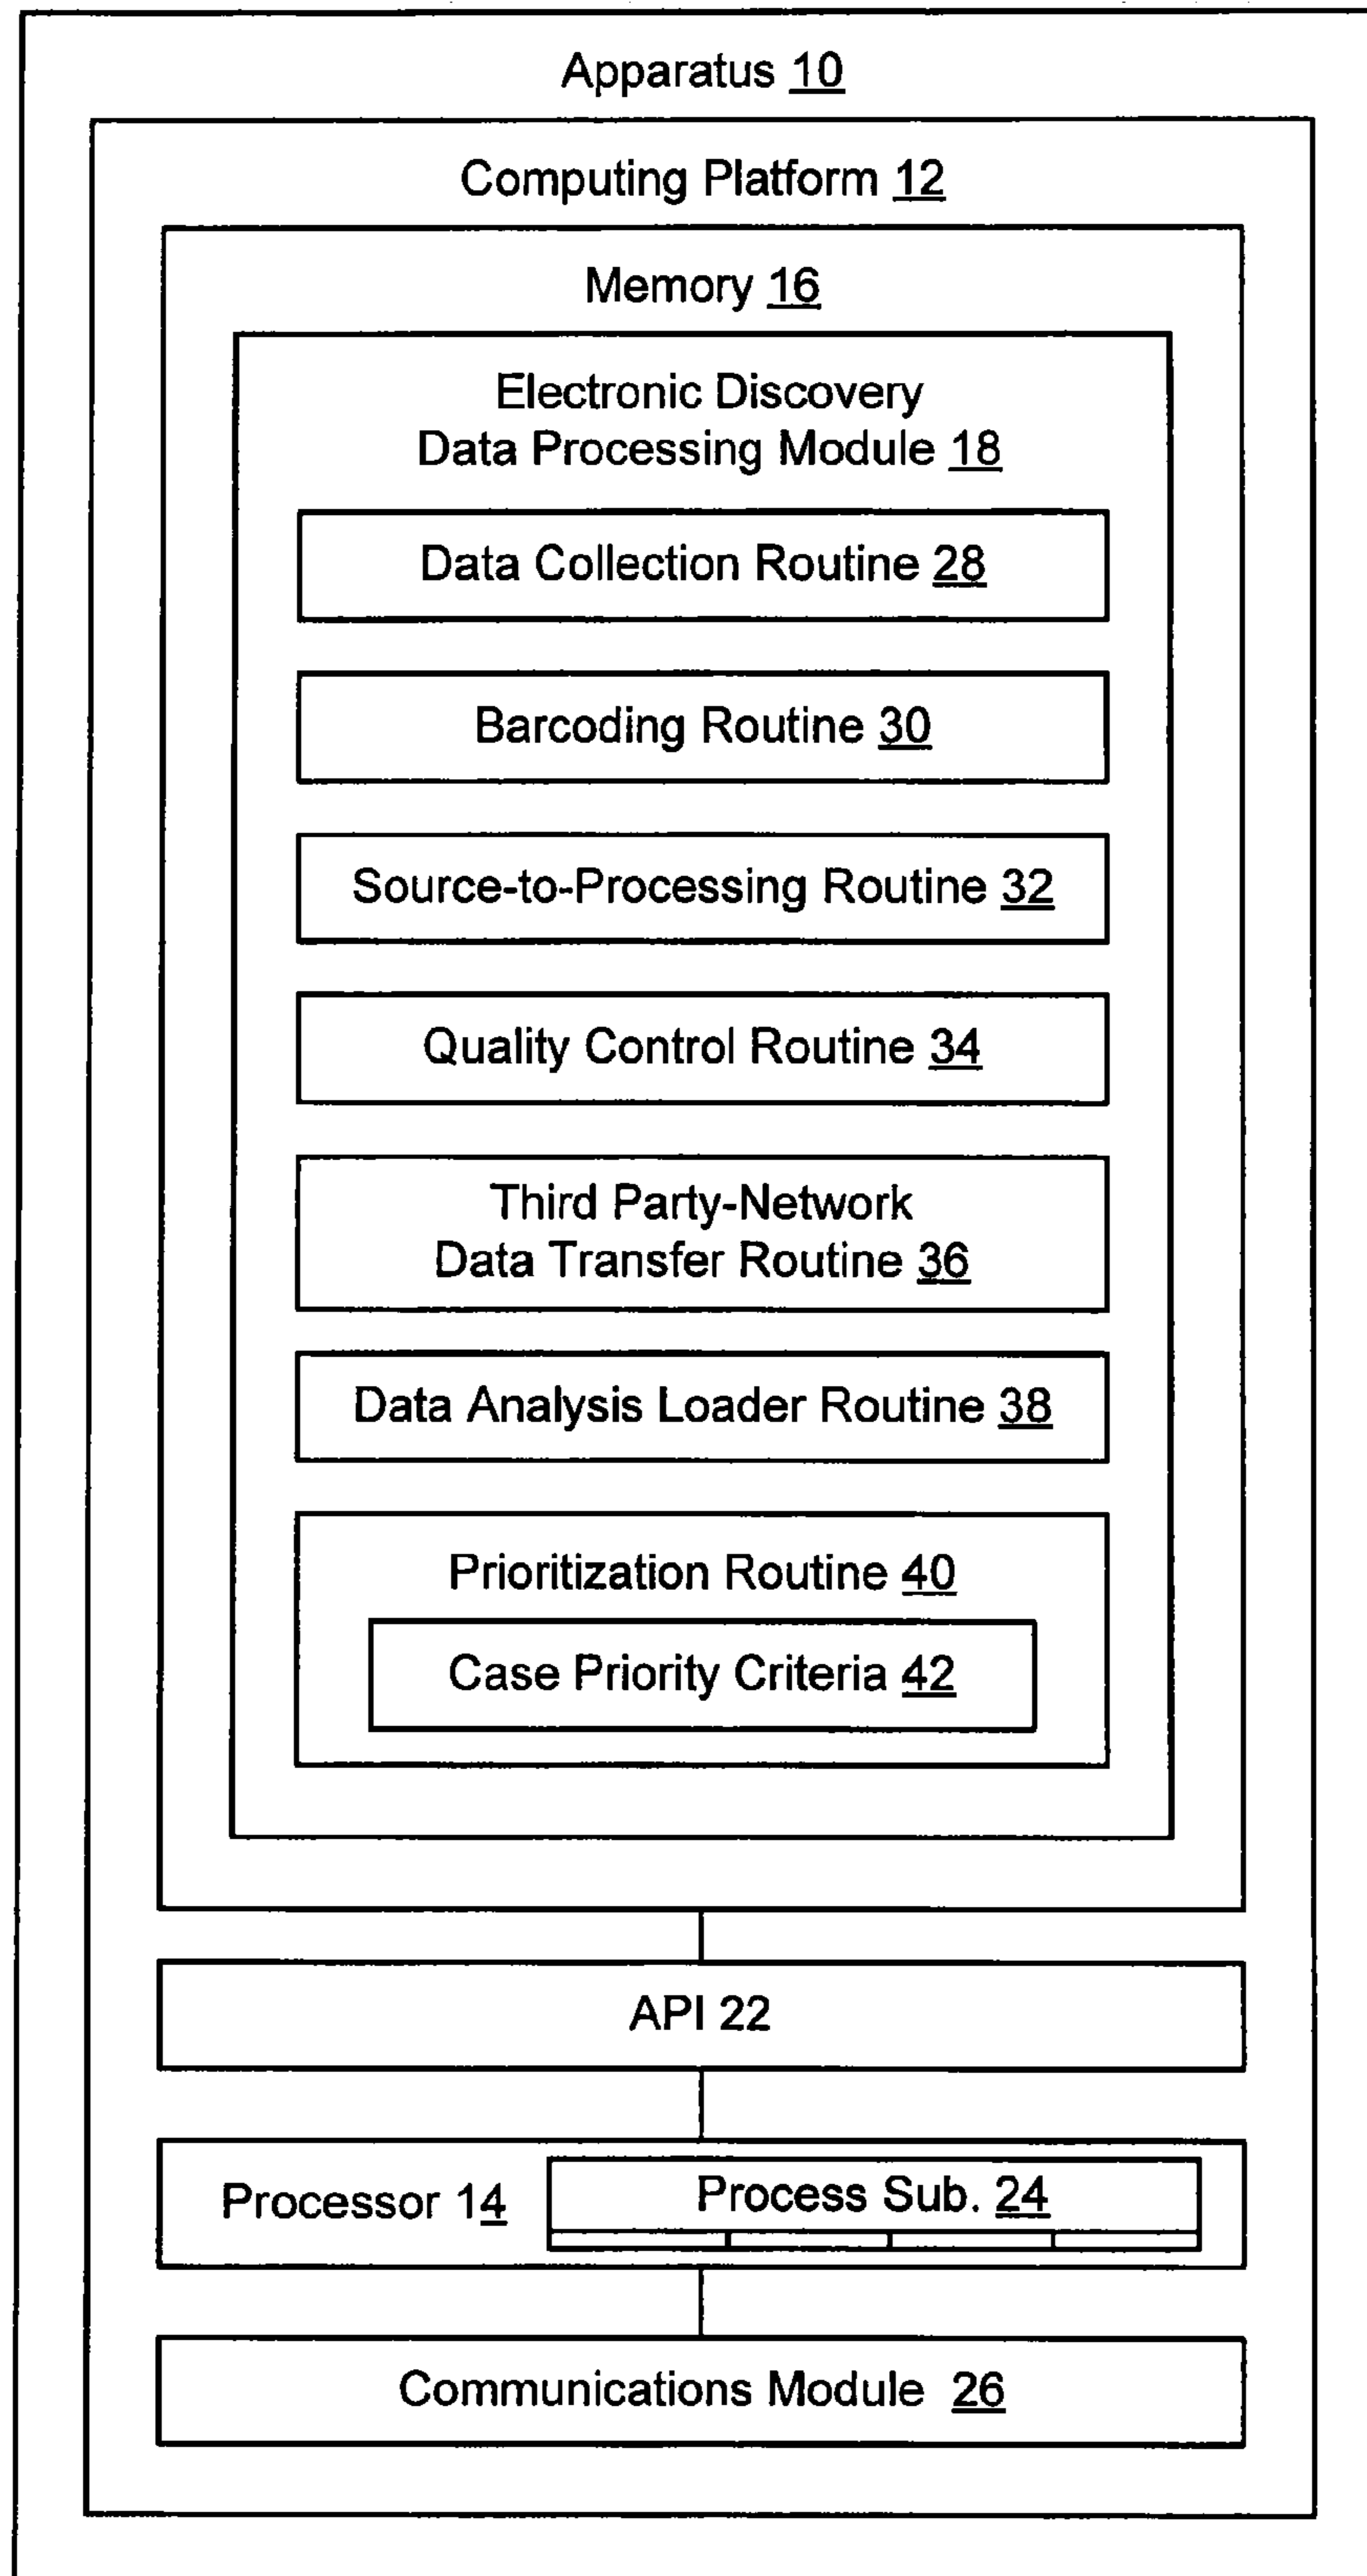 Apparatus 10
Computing Platform 12
Memory 16
Electronic Discovery
Data Processing Module 18
Data Collection Routine 28
Barcoding Routine 30
Source-to-Processing Routine 32
Quality Control Routine 34
Third Party-Network
Data Transfer Routine 36
Data Analysis Loader Routine 38
Prioritization Routine 40
Case Priority Criteria 42
API 22
Processor 14
Process Sub. 24
Communications Module 26